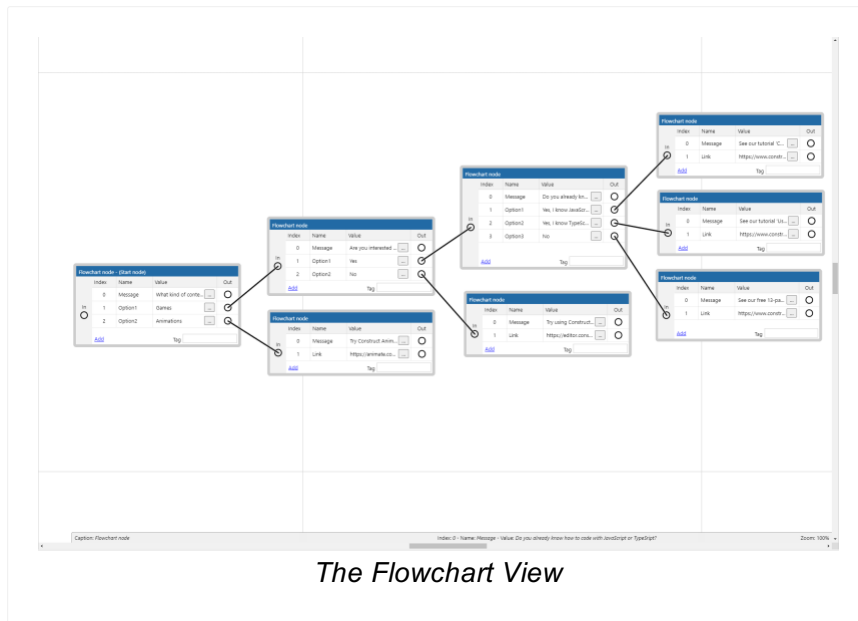 Flowchart node - (Start node)
Index Name Value Out
In
0 Message What kind of conte... ...
1 Option1 Games ...
2 Option2 Animations ...
Add Tag
Flowchart node
Index Name Value Out
In
0 Message Are you interested ... ...
1 Option1 Yes ...
2 Option2 No ...
Add Tag
Flowchart node
Index Name Value Out
In
0 Message Try Construct Anim... ...
1 Link https://animate.co... ...
Add Tag
Flowchart node
Index Name Value Out
In
0 Message Do you already kn... ...
1 Option1 Yes, I know JavaScr... ...
2 Option2 Yes, I know TypeSc... ...
3 Option3 No ...
Add Tag
Flowchart node
Index Name Value Out
In
0 Message Try using Construct... ...
1 Link https://editor.cons... ...
Add Tag
Flowchart node
Index Name Value Out
In
0 Message See our tutorial 'C... ...
1 Link https://www.constr... ...
Add Tag
Flowchart node
Index Name Value Out
In
0 Message See our tutorial 'Us... ...
1 Link https://www.constr... ...
Add Tag
Flowchart node
Index Name Value Out
In
0 Message See our free 13-pa... ...
1 Link https://www.constr... ...
Add Tag
Caption: Flowchart node Index: 0 - Name: Message - Value: Do you already know how to code with JavaScript or TypeScript? Zoom: 100%
The Flowchart View